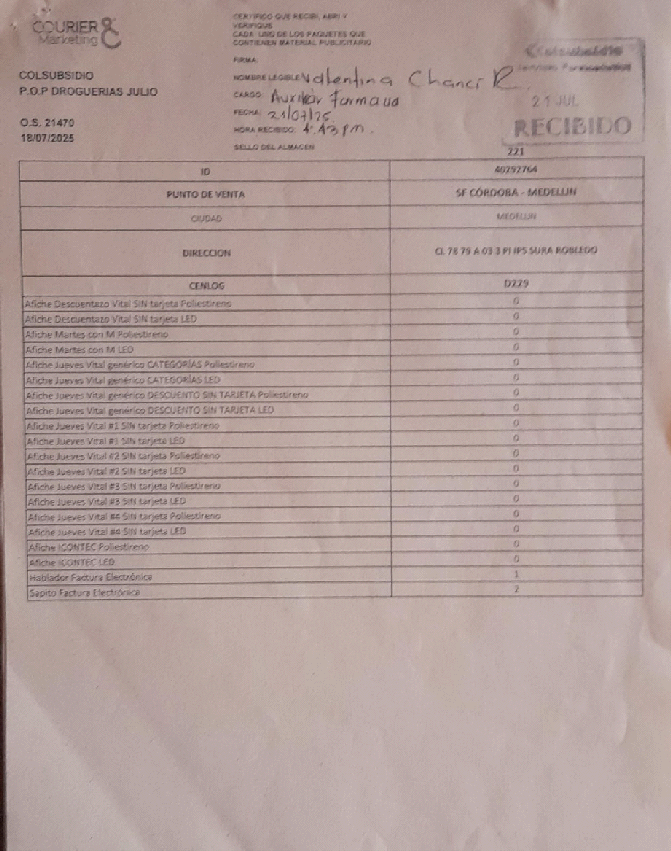 COURIER &
Marketing
COLSUBSIDIO
P.O.P DROGUERIAS JULIO
O.S. 21470
18/07/2025
CERTIFICO QUE RECIBI, ABRI Y
VERIFIQUE
CADA UNO DE LOS PAQUETES QUE
CONTIENEN MATERIAL PUBLICITARIO
FIRMA:
NOMBRE LEGIBLE: Valentina Chanci R.
CARGO: Auxiliar farmacia
FECHA: 21/07/25
HORA RECIBIDO: 4:43 pm.
SELLO DEL ALMACEN
Colsubsidio
Servicio Farmacéutico
21 JUL
RECIBIDO
221
ID 40292764
PUNTO DE VENTA SF CÓRDOBA - MEDELLIN
CIUDAD MEDELLIN
DIRECCION CL 78 79 A 03 3 PI IPS SURA ROBLEDO
CENLOG D229
Afiche Descuentazo Vital SIN tarjeta Poliestireno 0
Afiche Descuentazo Vital SIN tarjeta LED 0
Afiche Martes con M Poliestireno 0
Afiche Martes con M LED 0
Afiche Jueves Vital genérico CATEGORÍAS Poliestireno 0
Afiche Jueves Vital genérico CATEGORÍAS LED 0
Afiche Jueves Vital genérico DESCUENTO SIN TARJETA Poliestireno 0
Afiche Jueves Vital genérico DESCUENTO SIN TARJETA LED 0
Afiche Jueves Vital #1 SIN tarjeta Poliestireno 0
Afiche Jueves Vital #1 SIN tarjeta LED 0
Afiche Jueves Vital #2 SIN tarjeta Poliestireno 0
Afiche Jueves Vital #2 SIN tarjeta LED 0
Afiche Jueves Vital #3 SIN tarjeta Poliestireno 0
Afiche Jueves Vital #3 SIN tarjeta LED 0
Afiche Jueves Vital #4 SIN tarjeta Poliestireno 0
Afiche Jueves Vital #4 SIN tarjeta LED 0
Afiche ICONTEC Poliestireno 0
Afiche ICONTEC LED 0
Hablador Factura Electrónica 1
Sapito Factura Electrónica 2